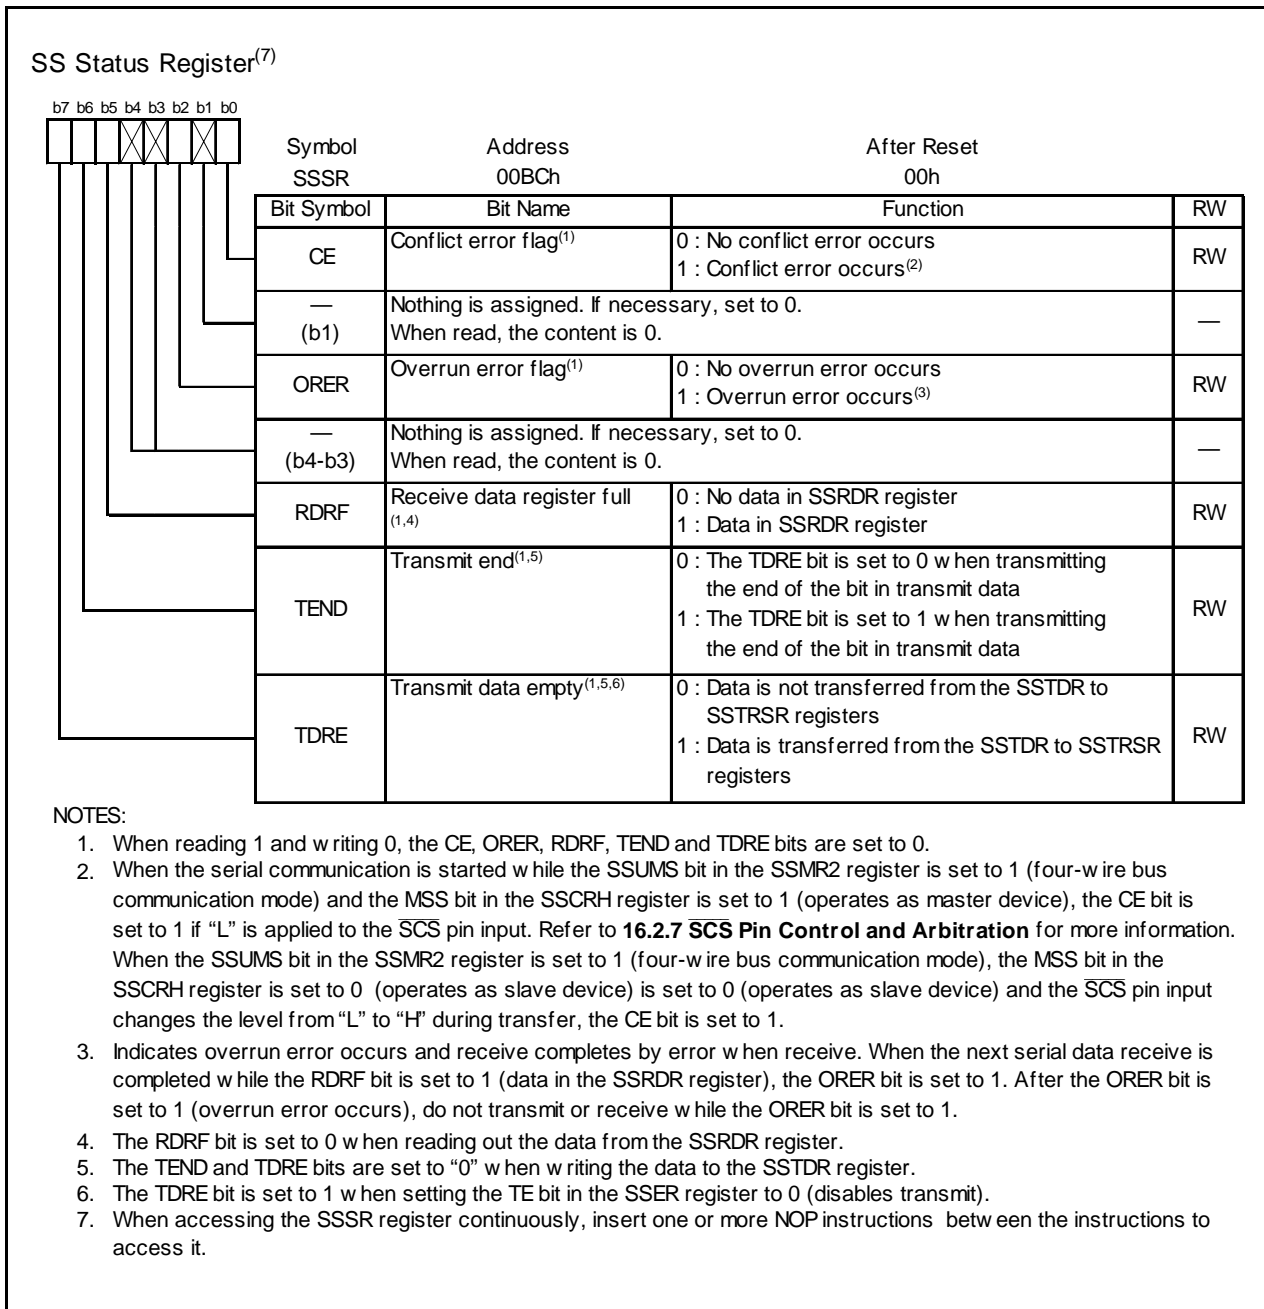 SS Status Register(7)
b7 b6 b5 b4 b3 b2 b1 b0
Symbol Address After Reset
SSSR 00BCh 00h
Bit Symbol Bit Name Function RW
CE Conflict error flag(1) 0 : No conflict error occurs RW
1 : Conflict error occurs(2)
— Nothing is assigned. If necessary, set to 0. —
(b1) When read, the content is 0.
ORER Overrun error flag(1) 0 : No overrun error occurs RW
1 : Overrun error occurs(3)
— Nothing is assigned. If necessary, set to 0. —
(b4-b3) When read, the content is 0.
RDRF Receive data register full 0 : No data in SSRDR register RW
(1,4) 1 : Data in SSRDR register
TEND Transmit end(1,5) 0 : The TDRE bit is set to 0 when transmitting RW
the end of the bit in transmit data
1 : The TDRE bit is set to 1 when transmitting
the end of the bit in transmit data
TDRE Transmit data empty(1,5,6) 0 : Data is not transferred from the SSTDR to RW
SSTRSR registers
1 : Data is transferred from the SSTDR to SSTRSR
registers
NOTES:
1. When reading 1 and writing 0, the CE, ORER, RDRF, TEND and TDRE bits are set to 0.
2. When the serial communication is started while the SSUMS bit in the SSMR2 register is set to 1 (four-wire bus
communication mode) and the MSS bit in the SSCRH register is set to 1 (operates as master device), the CE bit is
set to 1 if “L” is applied to the S̅C̅S̅ pin input. Refer to 16.2.7 S̅C̅S̅ Pin Control and Arbitration for more information.
When the SSUMS bit in the SSMR2 register is set to 1 (four-wire bus communication mode), the MSS bit in the
SSCRH register is set to 0 (operates as slave device) is set to 0 (operates as slave device) and the S̅C̅S̅ pin input
changes the level from “L” to “H” during transfer, the CE bit is set to 1.
3. Indicates overrun error occurs and receive completes by error when receive. When the next serial data receive is
completed while the RDRF bit is set to 1 (data in the SSRDR register), the ORER bit is set to 1. After the ORER bit is
set to 1 (overrun error occurs), do not transmit or receive while the ORER bit is set to 1.
4. The RDRF bit is set to 0 when reading out the data from the SSRDR register.
5. The TEND and TDRE bits are set to “0” when writing the data to the SSTDR register.
6. The TDRE bit is set to 1 when setting the TE bit in the SSER register to 0 (disables transmit).
7. When accessing the SSSR register continuously, insert one or more NOP instructions between the instructions to
access it.